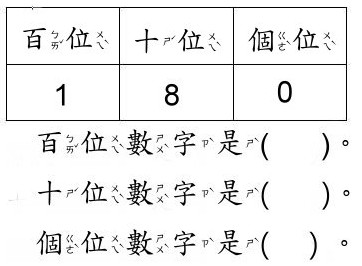 百位 十位 個位
1 8 0
百位數字是( )。
十位數字是( )。
個位數字是( )。